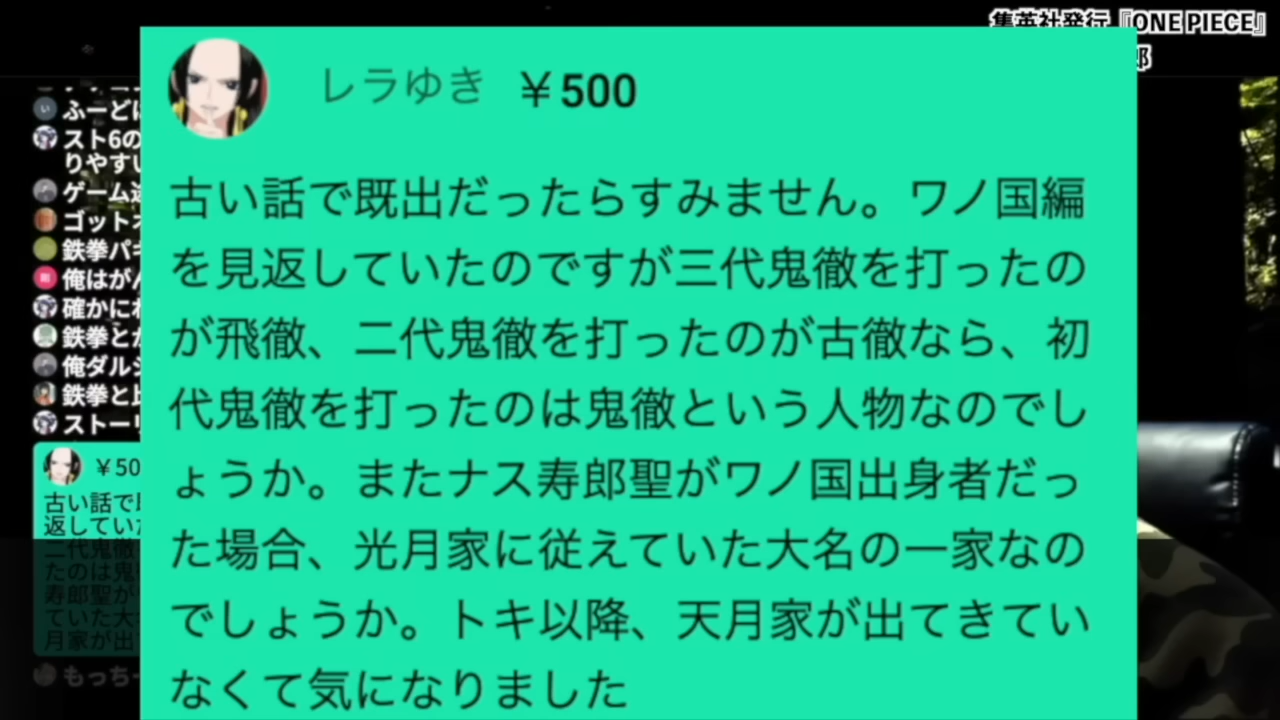 集英社発行『ONE PIECE』
郎
レラゆき ￥500
古い話で既出だったらすみません。ワノ国編
を見返していたのですが三代鬼徹を打ったの
が飛徹、二代鬼徹を打ったのが古徹なら、初
代鬼徹を打ったのは鬼徹という人物なのでし
ょうか。またナス寿郎聖がワノ国出身者だっ
た場合、光月家に従えていた大名の一家なの
でしょうか。トキ以降、天月家が出てきてい
なくて気になりました
ふーどに
スト6の
りやすい
ゲーム
ゴット
鉄拳パキ
俺はがん
確かに
鉄拳とか
俺ダルシ
鉄拳と比
ストーリ
￥50
古い話で
返してい
二代鬼徹
たのは鬼
寿郎聖が
ていた大
月家が出
もっちー